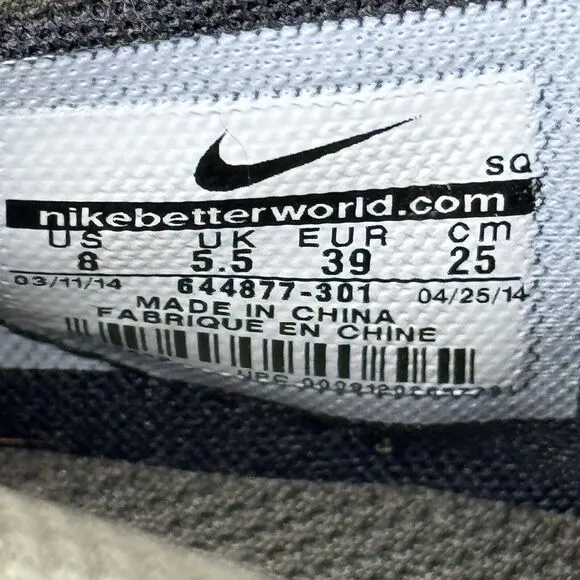 SQ
nikebetterworld.com
US UK EUR cm
8 5.5 39 25
03/11/14 644877-301 04/25/14
MADE IN CHINA
FABRIQUE EN CHINE
UPC